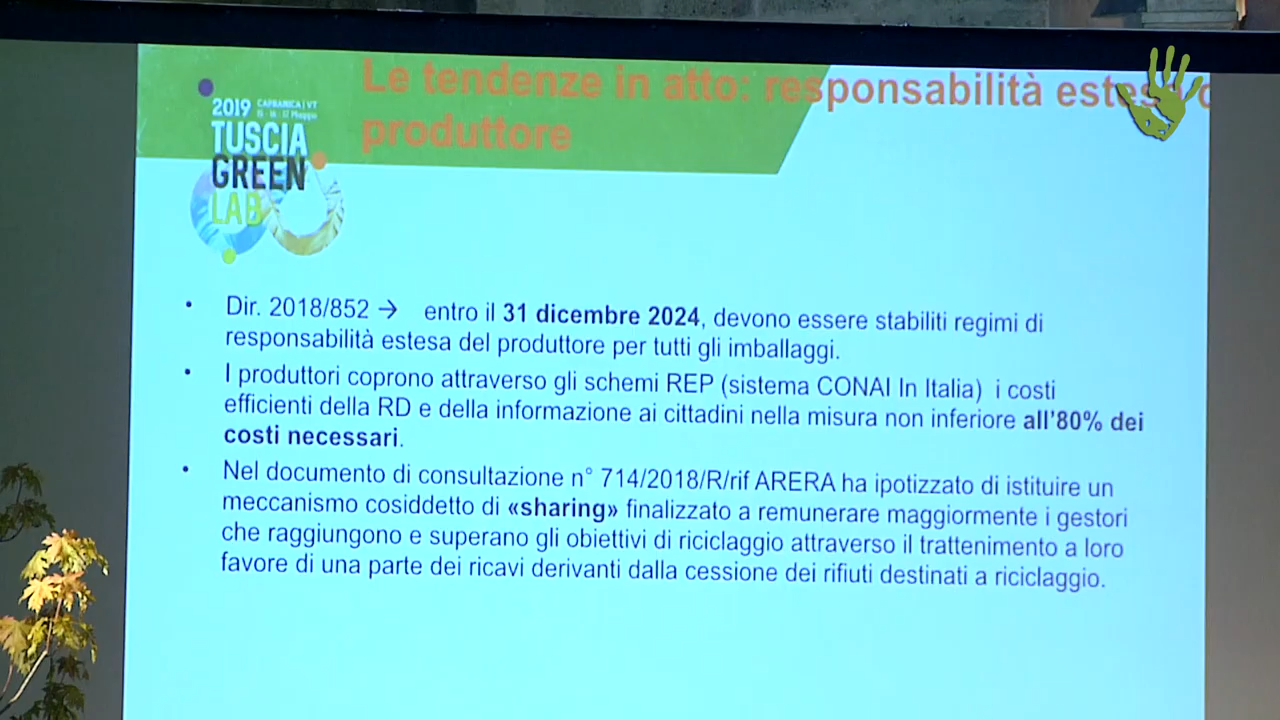 Le tendenze in atto: responsabilità estesa
produttore
2019 CAPRANICA | VT
15 · 16 · 17 Maggio
TUSCIA
GREEN
LAB
• Dir. 2018/852 → entro il 31 dicembre 2024, devono essere stabiliti regimi di
responsabilità estesa del produttore per tutti gli imballaggi.
• I produttori coprono attraverso gli schemi REP (sistema CONAI In Italia) i costi
efficienti della RD e della informazione ai cittadini nella misura non inferiore all'80% dei
costi necessari.
• Nel documento di consultazione n° 714/2018/R/rif ARERA ha ipotizzato di istituire un
meccanismo cosiddetto di «sharing» finalizzato a remunerare maggiormente i gestori
che raggiungono e superano gli obiettivi di riciclaggio attraverso il trattenimento a loro
favore di una parte dei ricavi derivanti dalla cessione dei rifiuti destinati a riciclaggio.